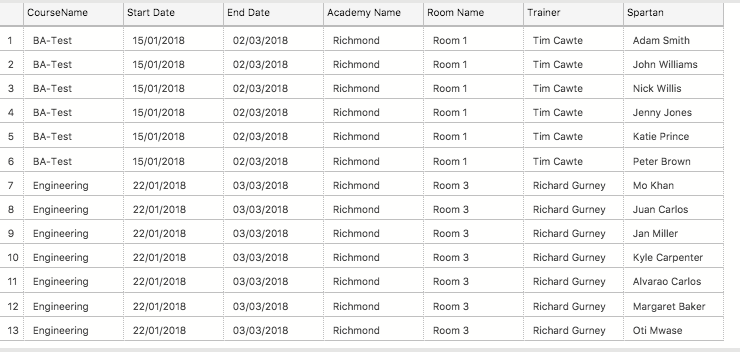 CourseName Start Date End Date Academy Name Room Name Trainer Spartan
1 BA-Test 15/01/2018 02/03/2018 Richmond Room 1 Tim Cawte Adam Smith
2 BA-Test 15/01/2018 02/03/2018 Richmond Room 1 Tim Cawte John Williams
3 BA-Test 15/01/2018 02/03/2018 Richmond Room 1 Tim Cawte Nick Willis
4 BA-Test 15/01/2018 02/03/2018 Richmond Room 1 Tim Cawte Jenny Jones
5 BA-Test 15/01/2018 02/03/2018 Richmond Room 1 Tim Cawte Katie Prince
6 BA-Test 15/01/2018 02/03/2018 Richmond Room 1 Tim Cawte Peter Brown
7 Engineering 22/01/2018 03/03/2018 Richmond Room 3 Richard Gurney Mo Khan
8 Engineering 22/01/2018 03/03/2018 Richmond Room 3 Richard Gurney Juan Carlos
9 Engineering 22/01/2018 03/03/2018 Richmond Room 3 Richard Gurney Jan Miller
10 Engineering 22/01/2018 03/03/2018 Richmond Room 3 Richard Gurney Kyle Carpenter
11 Engineering 22/01/2018 03/03/2018 Richmond Room 3 Richard Gurney Alvarao Carlos
12 Engineering 22/01/2018 03/03/2018 Richmond Room 3 Richard Gurney Margaret Baker
13 Engineering 22/01/2018 03/03/2018 Richmond Room 3 Richard Gurney Oti Mwase